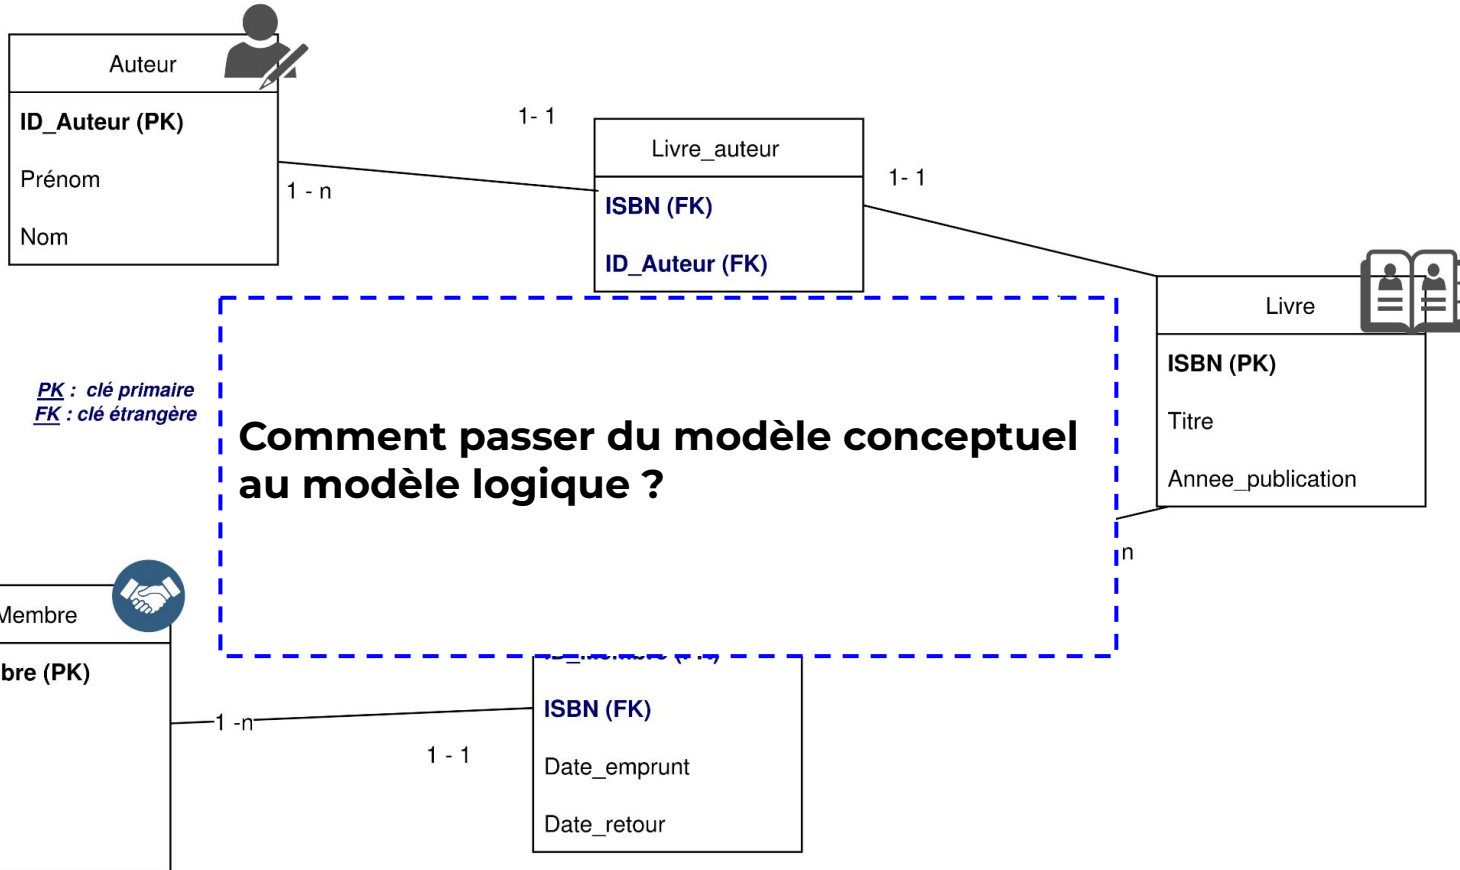 Auteur
ID_Auteur (PK)
Prénom
Nom
1 - n
1- 1
Livre_auteur
ISBN (FK)
ID_Auteur (FK)
1- 1
Livre
ISBN (PK)
Titre
Annee_publication
n
PK : clé primaire
FK : clé étrangère
Comment passer du modèle conceptuel
au modèle logique ?
Membre
bre (PK)
1 -n
1 - 1
ISBN (FK)
Date_emprunt
Date_retour